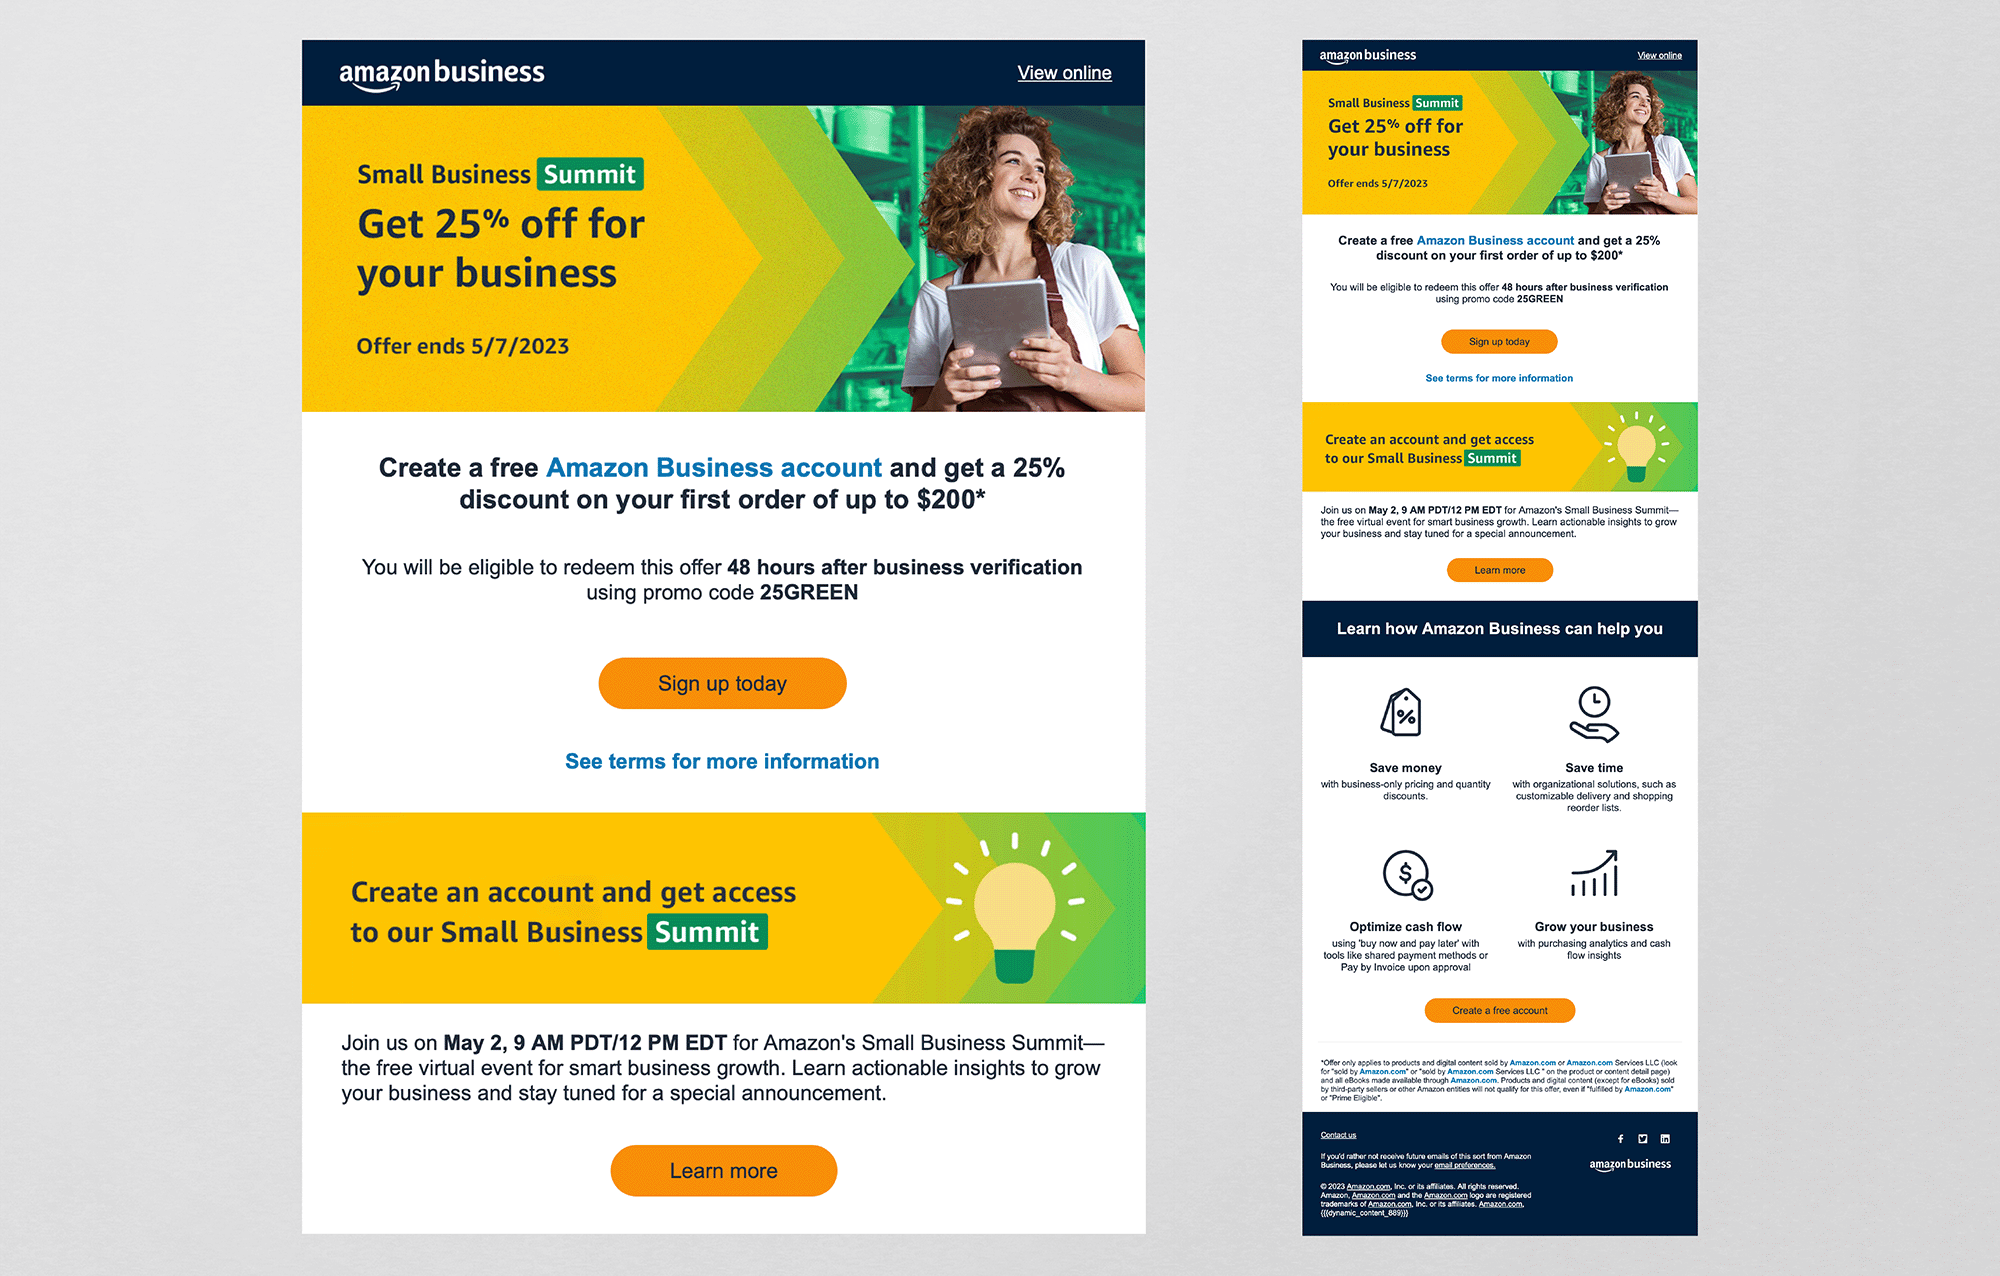 amazon business
View online
Small Business Summit
Get 25% off for
your business
Offer ends 5/7/2023
Create a free Amazon Business account and get a 25%
discount on your first order of up to $200*
You will be eligible to redeem this offer 48 hours after business verification
using promo code 25GREEN
Sign up today
See terms for more information
Create an account and get access
to our Small Business Summit
Join us on May 2, 9 AM PDT/12 PM EDT for Amazon's Small Business Summit—
the free virtual event for smart business growth. Learn actionable insights to grow
your business and stay tuned for a special announcement.
Learn more
amazon business
View online
Small Business Summit
Get 25% off for
your business
Offer ends 5/7/2023
Create a free Amazon Business account and get a 25%
discount on your first order of up to $200*
You will be eligible to redeem this offer 48 hours after business verification
using promo code 25GREEN
Sign up today
See terms for more information
Create an account and get access
to our Small Business Summit
Join us on May 2, 9 AM PDT/12 PM EDT for Amazon's Small Business Summit—
the free virtual event for smart business growth. Learn actionable insights to grow
your business and stay tuned for a special announcement.
Learn more
Learn how Amazon Business can help you
Save money
with business-only pricing and quantity
discounts.
Save time
with organizational solutions, such as
customizable delivery and shopping
reorder lists.
Optimize cash flow
using 'buy now and pay later' with
tools like shared payment methods or
Pay by Invoice upon approval
Grow your business
with purchasing analytics and cash
flow insights
Create a free account
*Offer only applies to products and digital content sold by Amazon.com or Amazon.com Services LLC (look
for "sold by Amazon.com" or "sold by Amazon.com Services LLC " on the product or content detail page)
and all eBooks made available through Amazon.com. Products and digital content (except for eBooks) sold
by third-party sellers or other Amazon entities will not qualify for this offer, even if "fulfilled by Amazon.com"
or "Prime Eligible".
Contact us
If you'd rather not receive future emails of this sort from Amazon
Business, please let us know your email preferences.
© 2023 Amazon.com, Inc. or its affiliates. All rights reserved.
Amazon, Amazon.com and the Amazon.com logo are registered
trademarks of Amazon.com, Inc. or its affiliates. Amazon.com,
{{{dynamic_content_889}}}
amazon business